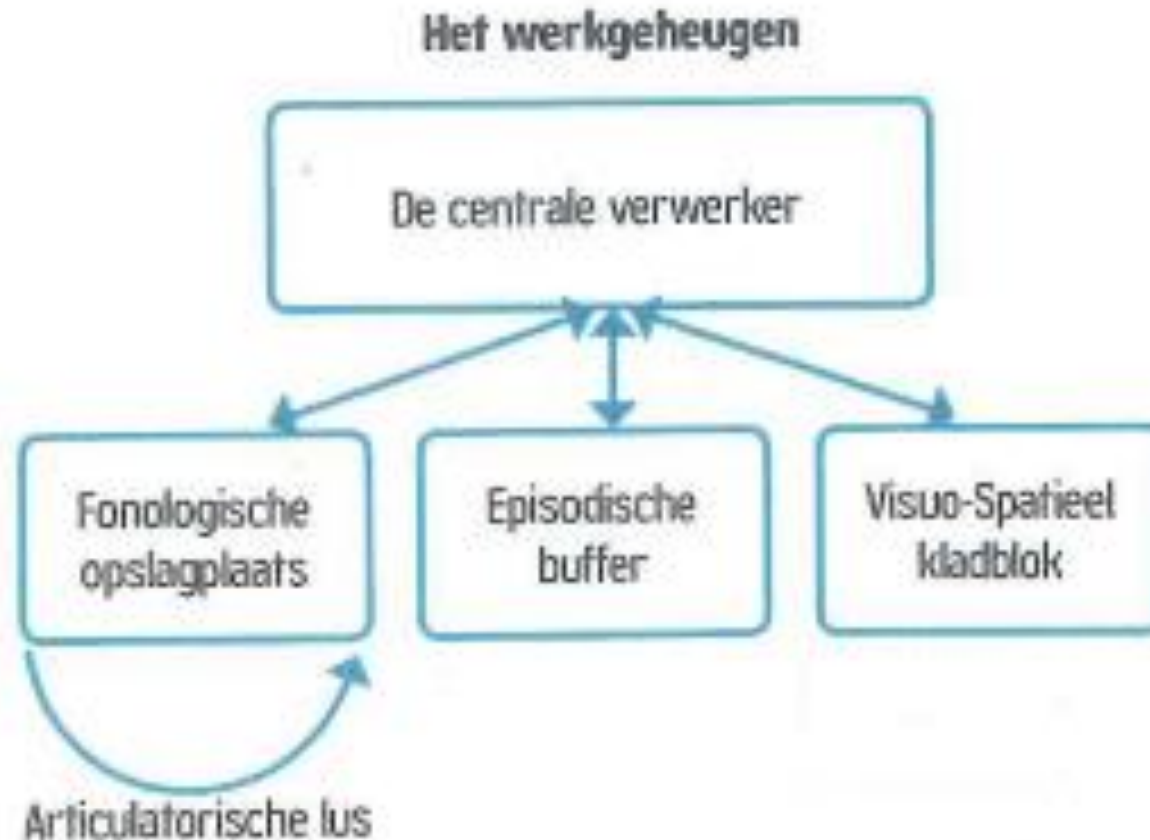 Het werkgeheugen
De centrale verwerker
Fonologische
opslagplaats
Episodische
buffer
Visuo-Spatieel
kladblok
Articulatorische lus